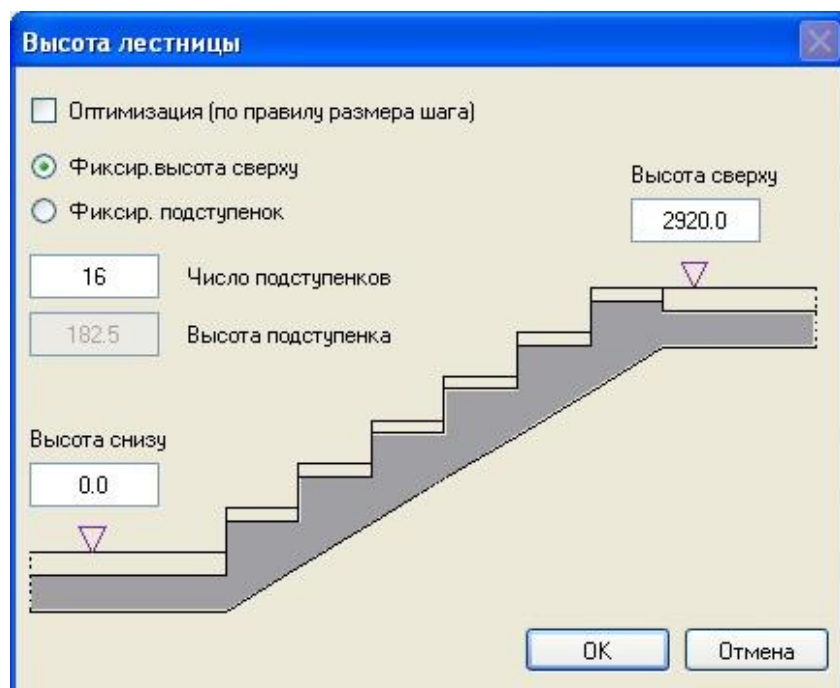 Высота лестницы
Оптимизация (по правилу размера шага)
Фиксир.высота сверху
Фиксир. подступенок
Высота сверху
2920.0
16 Число подступенков
182.5 Высота подступенка
Высота снизу
0.0
OK Отмена